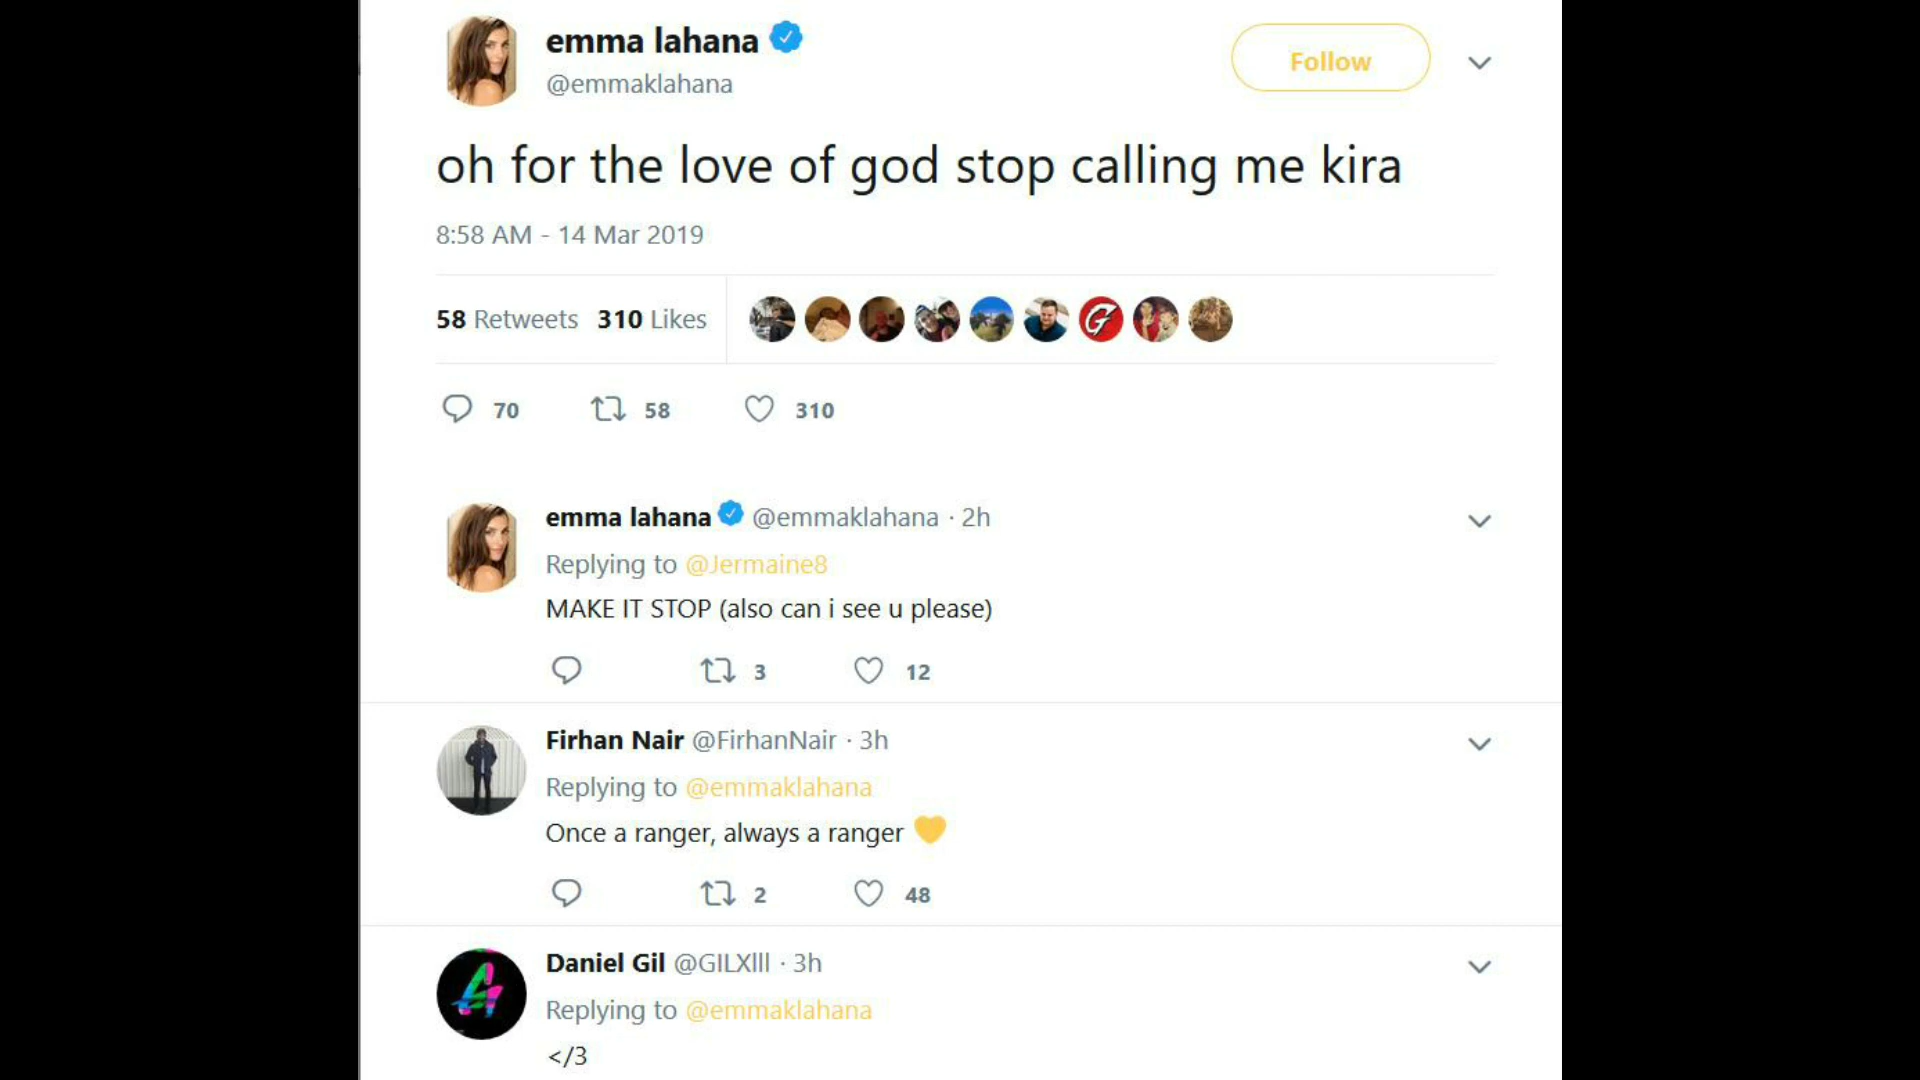 emma lahana
@emmaklahana
Follow
oh for the love of god stop calling me kira
8:58 AM - 14 Mar 2019
58 Retweets 310 Likes
G
70 58 310
emma lahana @emmaklahana · 2h
Replying to @Jermaine8
MAKE IT STOP (also can i see u please)
3 12
Firhan Nair @FirhanNair · 3h
Replying to @emmaklahana
Once a ranger, always a ranger 💛
2 48
Daniel Gil @GILXlll · 3h
Replying to @emmaklahana
</3